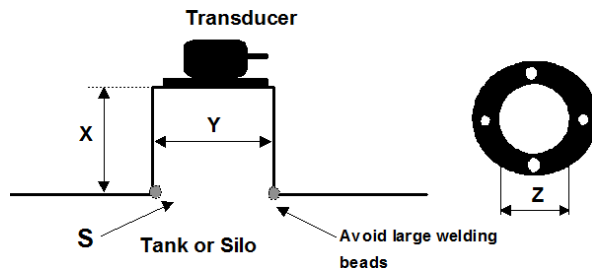 Transducer
X
Y
Z
S
Tank or Silo
Avoid large welding
beads